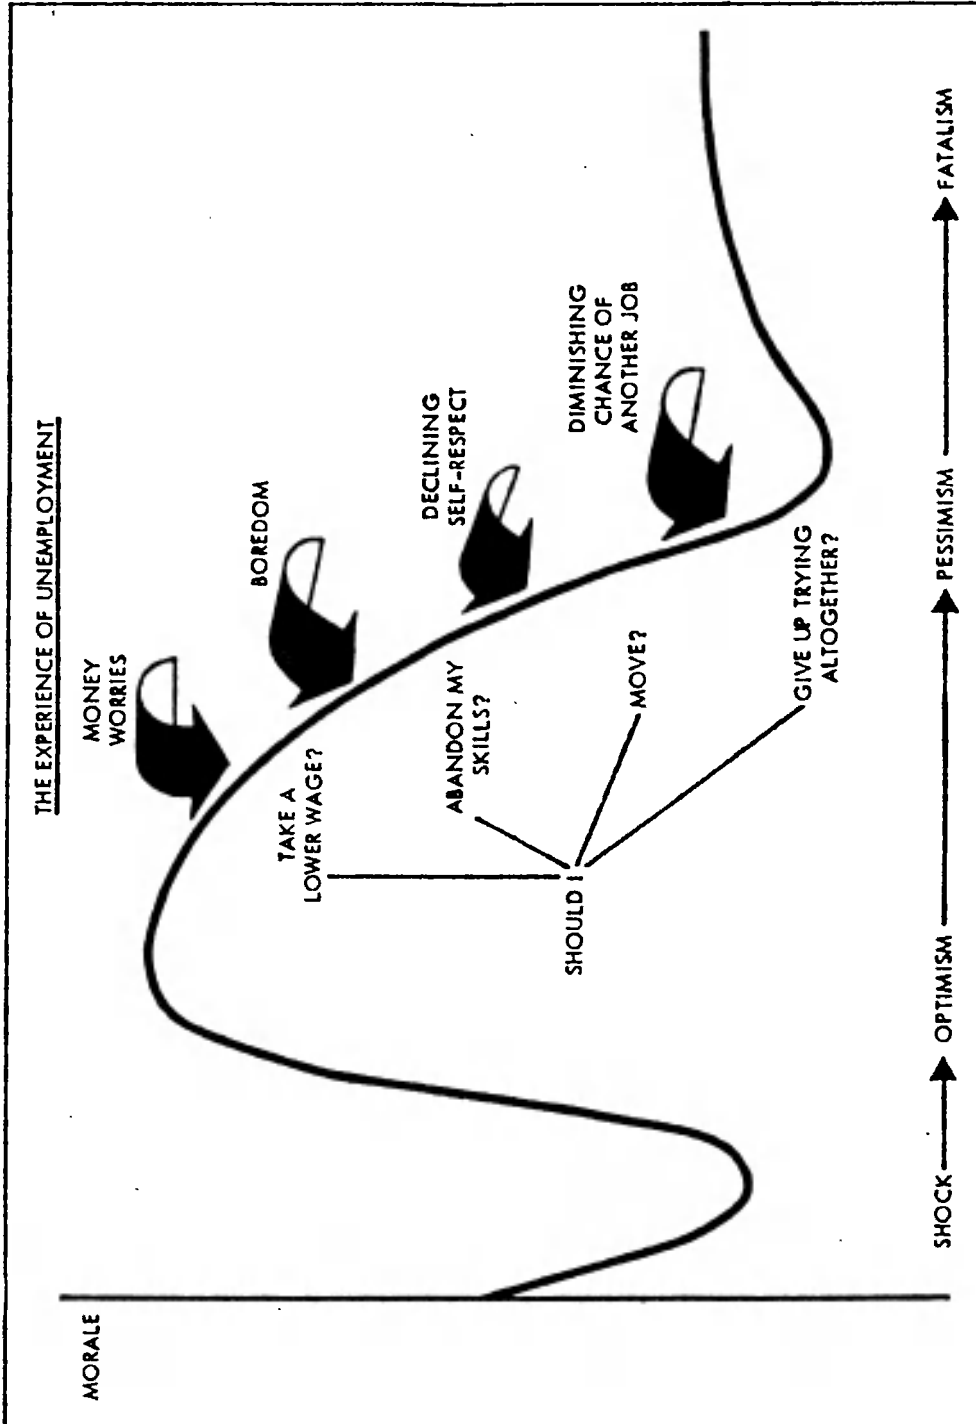 THE EXPERIENCE OF UNEMPLOYMENT
MORALE
MONEY
WORRIES
BOREDOM
DECLINING
SELF-RESPECT
DIMINISHING
CHANCE OF
ANOTHER JOB
TAKE A
LOWER WAGE?
ABANDON MY
SKILLS?
MOVE?
GIVE UP TRYING
ALTOGETHER?
SHOULD I
SHOCK OPTIMISM PESSIMISM FATALISM